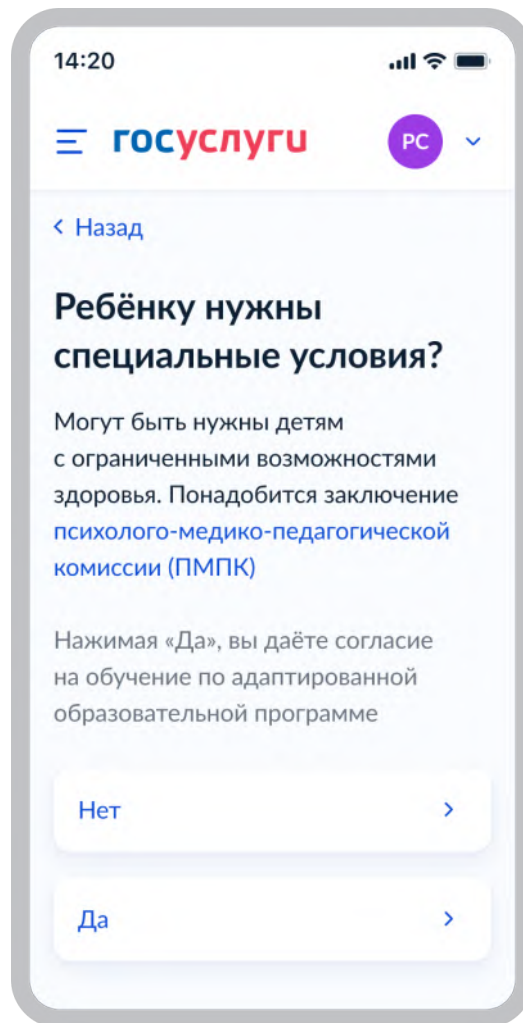 14:20
госуслуги
РС
Назад
Ребёнку нужны
специальные условия?
Могут быть нужны детям
с ограниченными возможностями
здоровья. Понадобится заключение
психолого-медико-педагогической
комиссии (ПМПК)
Нажимая «Да», вы даёте согласие
на обучение по адаптированной
образовательной программе
Нет
Да